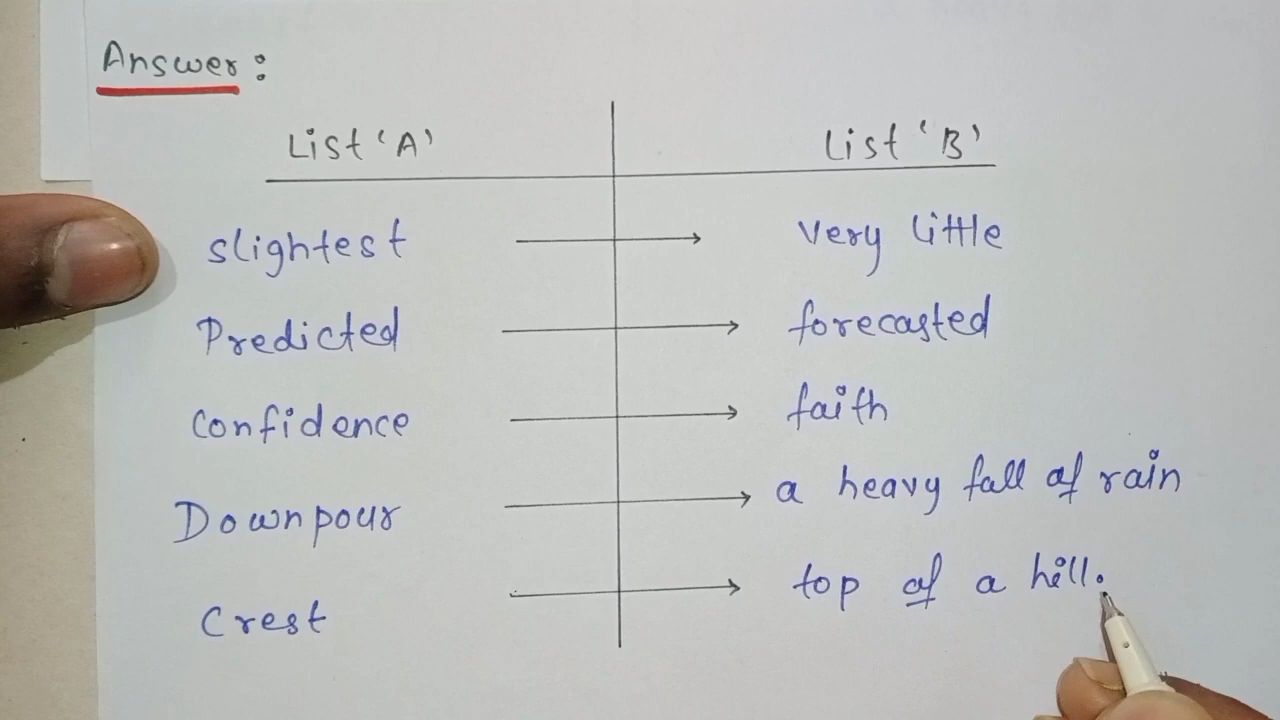 Answer:
List 'A' List 'B'
slightest → very little
Predicted → forecasted
Confidence → faith
Downpour → a heavy fall of rain
Crest → top of a hill.